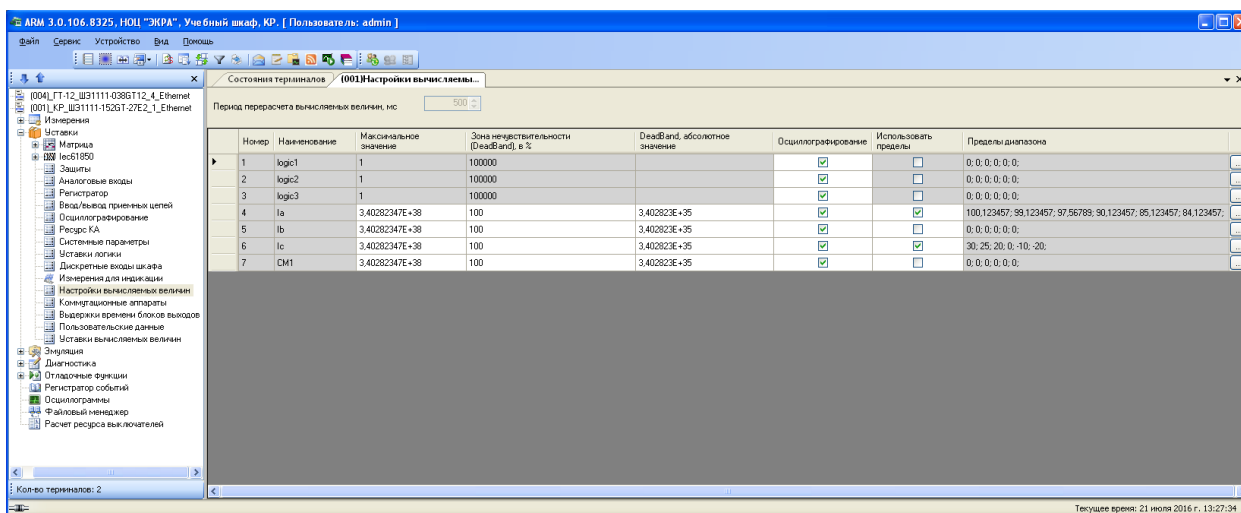 ARM 3.0.106.8325, НОЦ "ЭКРА", Учебный шкаф, КР. [ Пользователь: admin ]
Файл Сервис Устройство Вид Помощь
Состояния терминалов (001)Настройки вычисляемы...
(004)_ГТ-12_ШЭ1111-038GT12_4_Ethernet
(001)_КР_ШЭ1111-152GT-27E2_1_Ethernet
Измерения
Уставки
Матрица
Iec61850
Защиты
Аналоговые входы
Регистратор
Ввод/вывод приемных цепей
Осциллографирование
Ресурс КА
Системные параметры
Уставки логики
Дискретные входы шкафа
Измерения для индикации
Настройки вычисляемых величин
Коммутационные аппараты
Выдержки времени блоков выходов
Пользовательские данные
Уставки вычисляемых величин
Эмуляция
Диагностика
Отладочные функции
Регистратор событий
Осциллограммы
Файловый менеджер
Расчет ресурса выключателей
Кол-во терминалов: 2
Период перерасчета вычисляемых величин, мс 500
Номер Наименование Максимальное значение Зона нечувствительности (DeadBand), в % DeadBand, абсолютное значение Осциллографирование Использовать пределы Пределы диапазона
1 logic1 1 100000 0; 0; 0; 0; 0; 0; ...
2 logic2 1 100000 0; 0; 0; 0; 0; 0; ...
3 logic3 1 100000 0; 0; 0; 0; 0; 0; ...
4 Ia 3,40282347E+38 100 3,402823E+35 100,123457; 99,123457; 97,56789; 90,123457; 85,123457; 84,123457; ...
5 Ib 3,40282347E+38 100 3,402823E+35 0; 0; 0; 0; 0; 0; ...
6 Ic 3,40282347E+38 100 3,402823E+35 30; 25; 20; 0; -10; -20; ...
7 CM1 3,40282347E+38 100 3,402823E+35 0; 0; 0; 0; 0; 0; ...
Текущее время: 21 июля 2016 г. 13:27:34